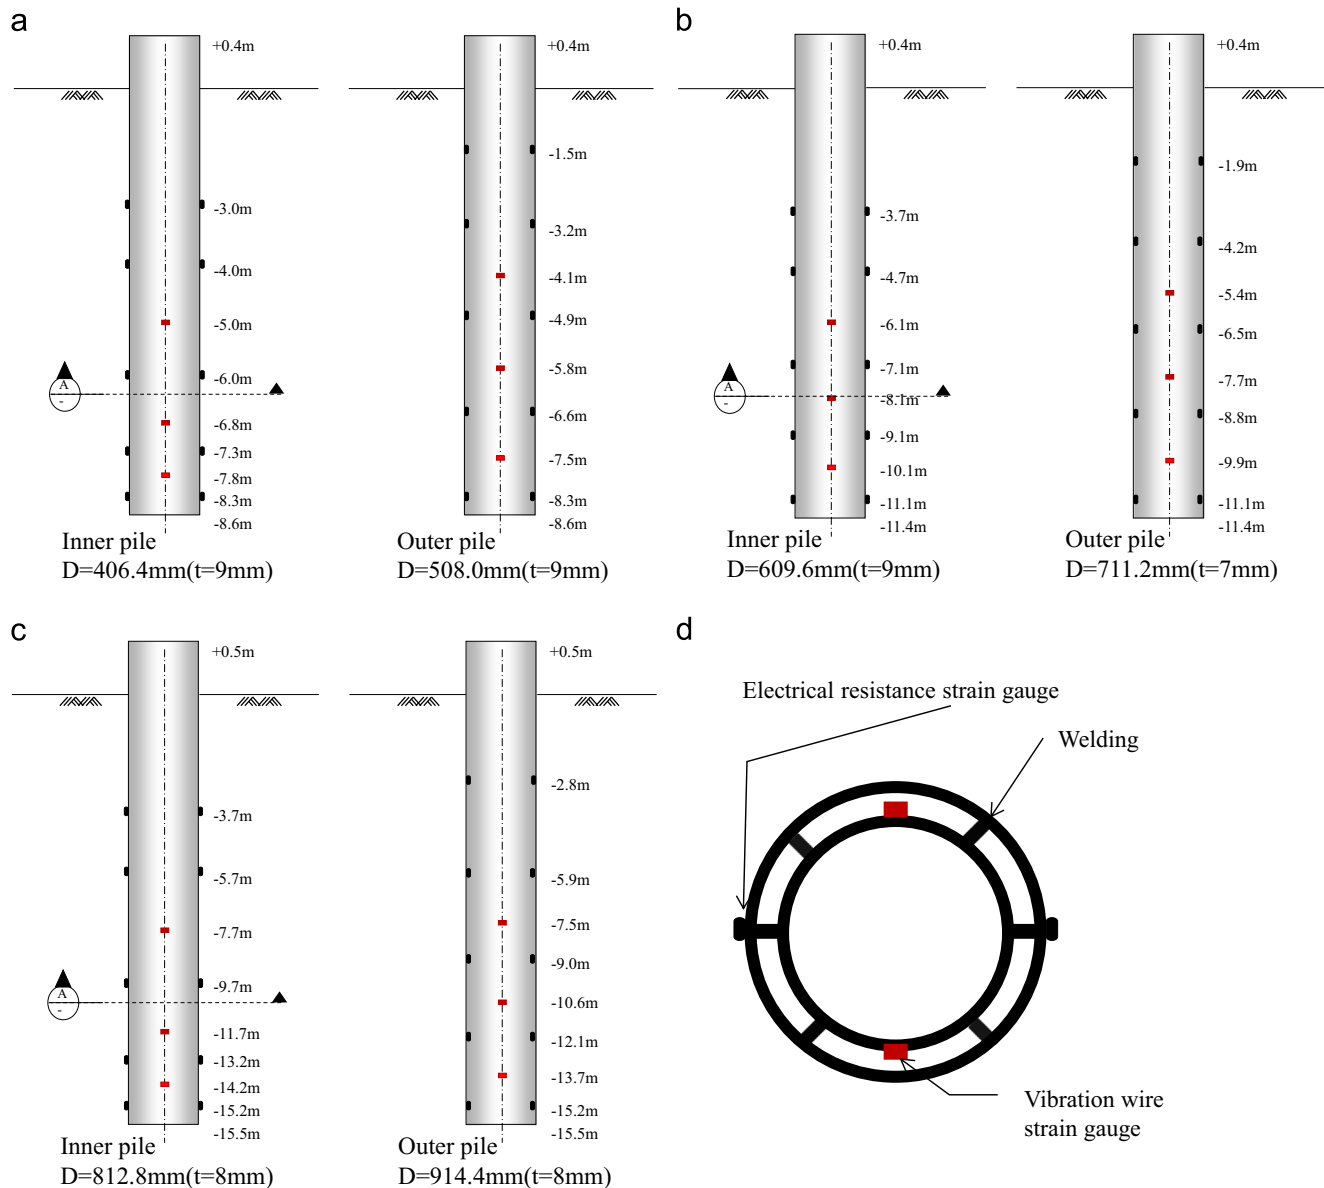 a
+0.4m
-3.0m
-4.0m
-5.0m
-6.0m
A
-
-6.8m
-7.3m
-7.8m
-8.3m
-8.6m
Inner pile
D=406.4mm(t=9mm)
+0.4m
-1.5m
-3.2m
-4.1m
-4.9m
-5.8m
-6.6m
-7.5m
-8.3m
-8.6m
Outer pile
D=508.0mm(t=9mm)
b
+0.4m
-3.7m
-4.7m
-6.1m
-7.1m
A
-
-8.1m
-9.1m
-10.1m
-11.1m
-11.4m
Inner pile
D=609.6mm(t=9mm)
+0.4m
-1.9m
-4.2m
-5.4m
-6.5m
-7.7m
-8.8m
-9.9m
-11.1m
-11.4m
Outer pile
D=711.2mm(t=7mm)
c
+0.5m
-3.7m
-5.7m
-7.7m
-9.7m
A
-
-11.7m
-13.2m
-14.2m
-15.2m
-15.5m
Inner pile
D=812.8mm(t=8mm)
+0.5m
-2.8m
-5.9m
-7.5m
-9.0m
-10.6m
-12.1m
-13.7m
-15.2m
-15.5m
Outer pile
D=914.4mm(t=8mm)
d
Electrical resistance strain gauge
Welding
Vibration wire
strain gauge